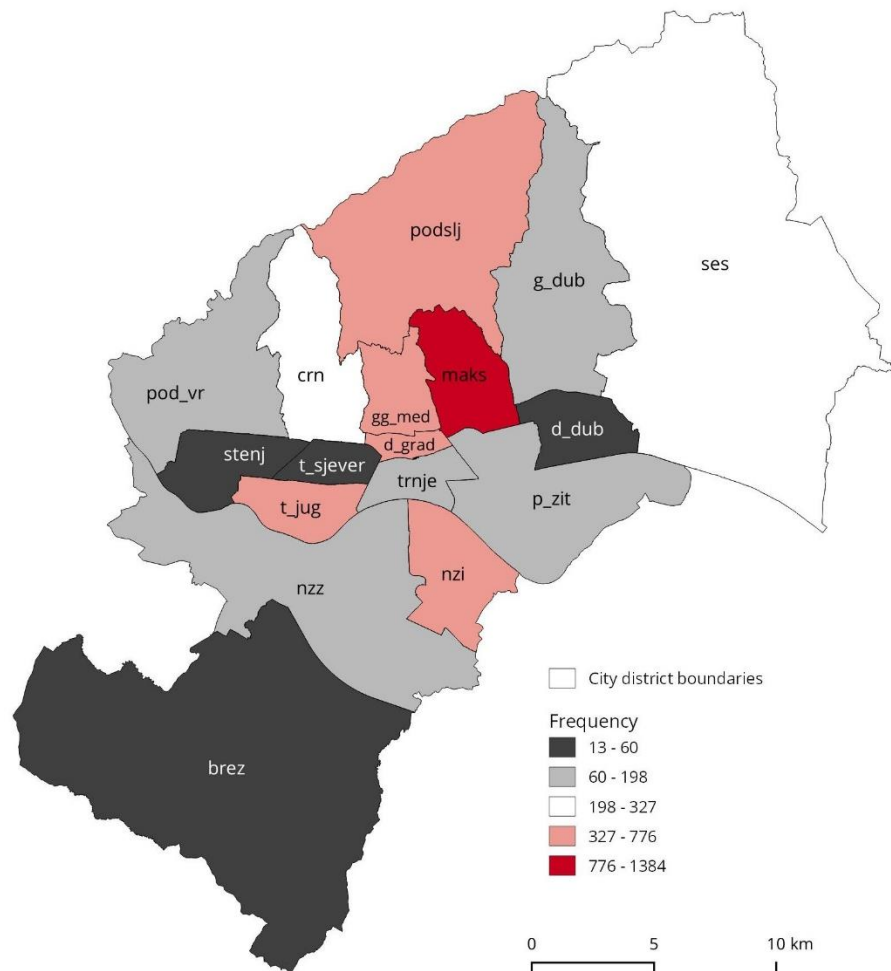 podslj
ses
g_dub
crn
maks
pod_vr
gg_med
d_dub
d_grad
stenj
t_sjever
trnje
p_zit
t_jug
nzi
nzz
brez
City district boundaries
Frequency
13 - 60
60 - 198
198 - 327
327 - 776
776 - 1384
0 5 10 km